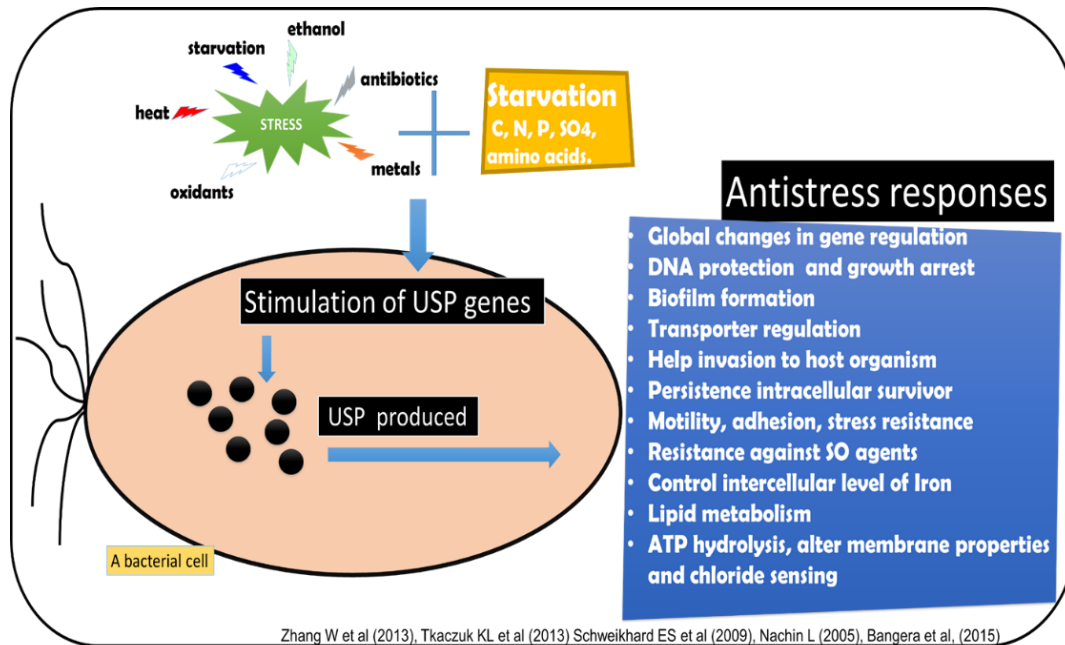 ethanol
starvation
antibiotics
heat
STRESS
metals
oxidants
Starvation
C, N, P, SO4,
amino acids.
Antistress responses
• Global changes in gene regulation
• DNA protection and growth arrest
• Biofilm formation
• Transporter regulation
• Help invasion to host organism
• Persistence intracellular survivor
• Motility, adhesion, stress resistance
• Resistance against SO agents
• Control intercellular level of Iron
• Lipid metabolism
• ATP hydrolysis, alter membrane properties
and chloride sensing
Stimulation of USP genes
USP produced
A bacterial cell
Zhang W et al (2013), Tkaczuk KL et al (2013) Schweikhard ES et al (2009), Nachin L (2005), Bangera et al, (2015)